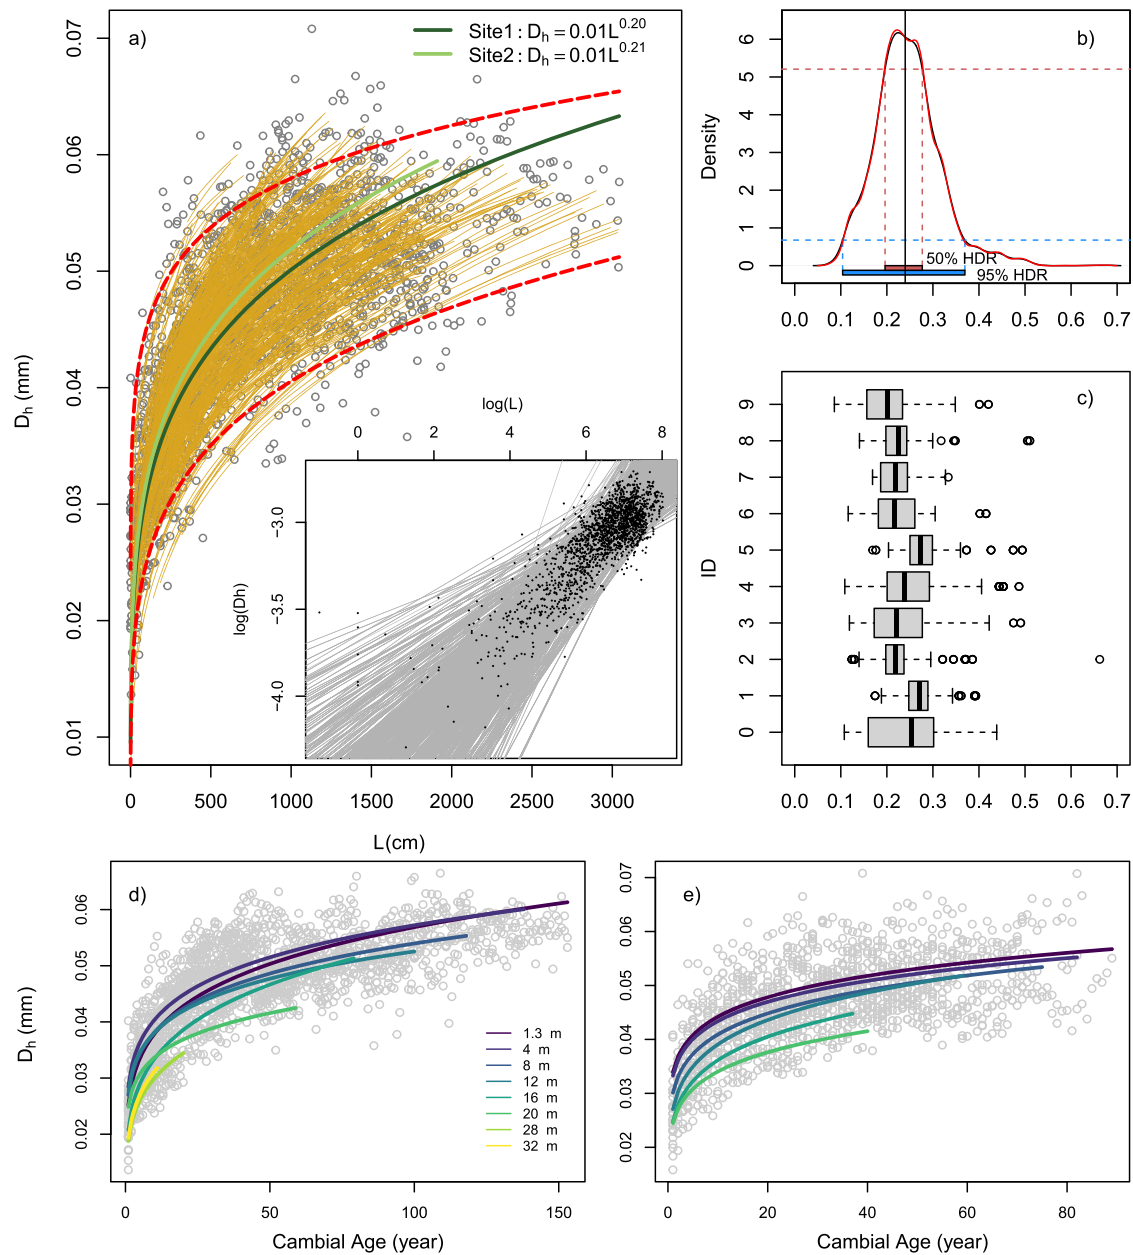 a)
Site1 : Dₕ = 0.01L^0.20
Site2 : Dₕ = 0.01L^0.21
0.07
0.06
0.05
0.04
0.03
0.02
0.01
Dₕ (mm)
0 500 1000 1500 2000 2500 3000
L(cm)
log(L)
0 2 4 6 8
−3.0
−3.5
−4.0
log(Dh)
b)
6
5
4
3
2
1
0
Density
50% HDR
95% HDR
0.0 0.1 0.2 0.3 0.4 0.5 0.6 0.7
c)
9
8
7
6
5
4
3
2
1
0
ID
0.0 0.1 0.2 0.3 0.4 0.5 0.6 0.7
d)
0.06
0.05
0.04
0.03
0.02
Dₕ (mm)
1.3 m
4 m
8 m
12 m
16 m
20 m
28 m
32 m
0 50 100 150
Cambial Age (year)
e)
0.07
0.06
0.05
0.04
0.03
0.02
0 20 40 60 80
Cambial Age (year)